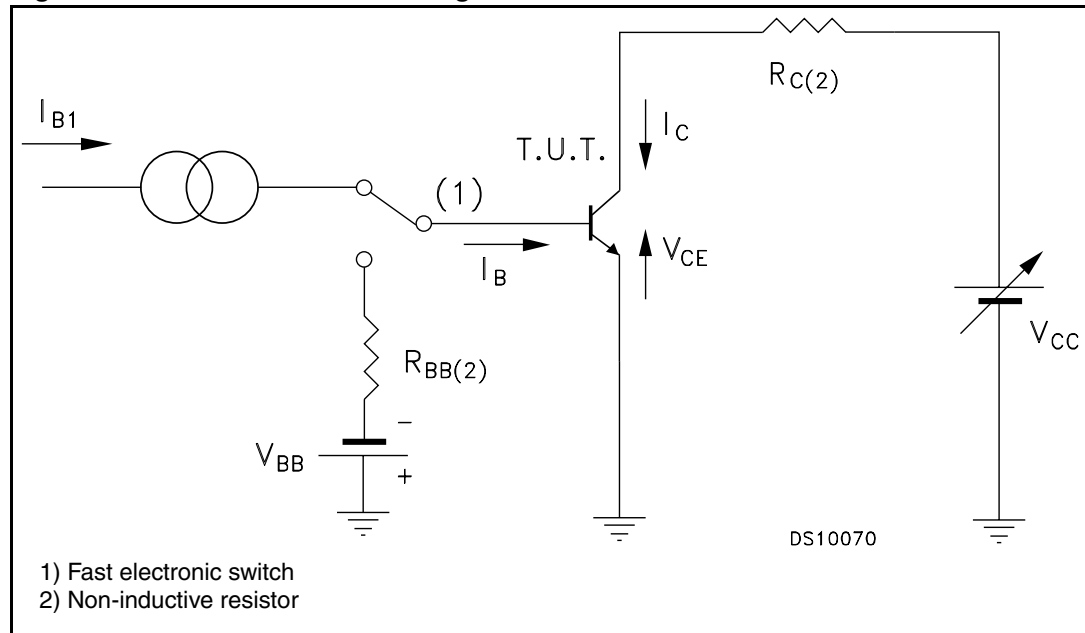 I_B1
R_C(2)
I_C
T.U.T.
(1)
V_CE
I_B
V_CC
R_BB(2)
−
V_BB
+
DS10070
1) Fast electronic switch
2) Non-inductive resistor